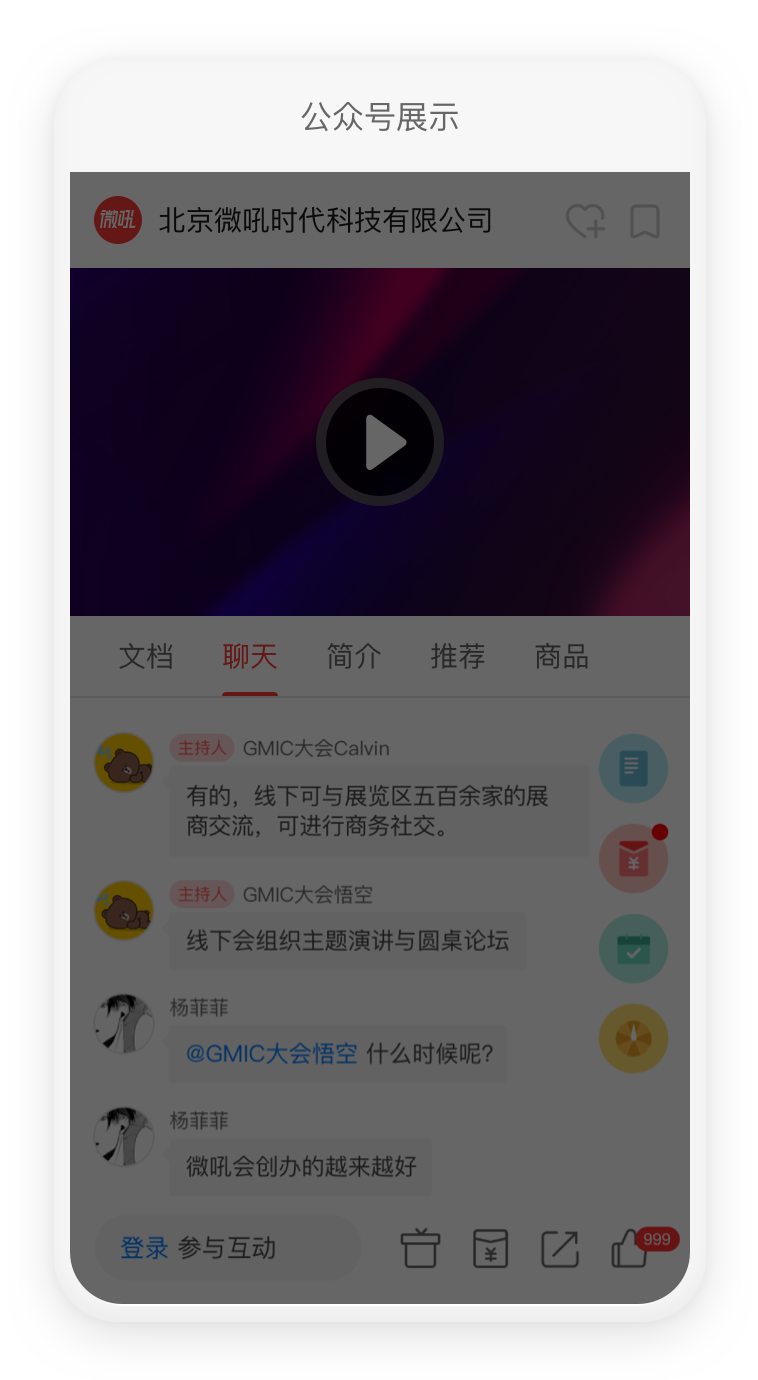 公众号展示
微吼
北京微吼时代科技有限公司
文档 聊天 简介 推荐 商品
主持人 GMIC大会Calvin
有的，线下可与展览区五百余家的展
商交流，可进行商务社交。
主持人 GMIC大会悟空
线下会组织主题演讲与圆桌论坛
杨菲菲
@GMIC大会悟空 什么时候呢?
杨菲菲
微吼会创办的越来越好
登录 参与互动
¥
¥
999